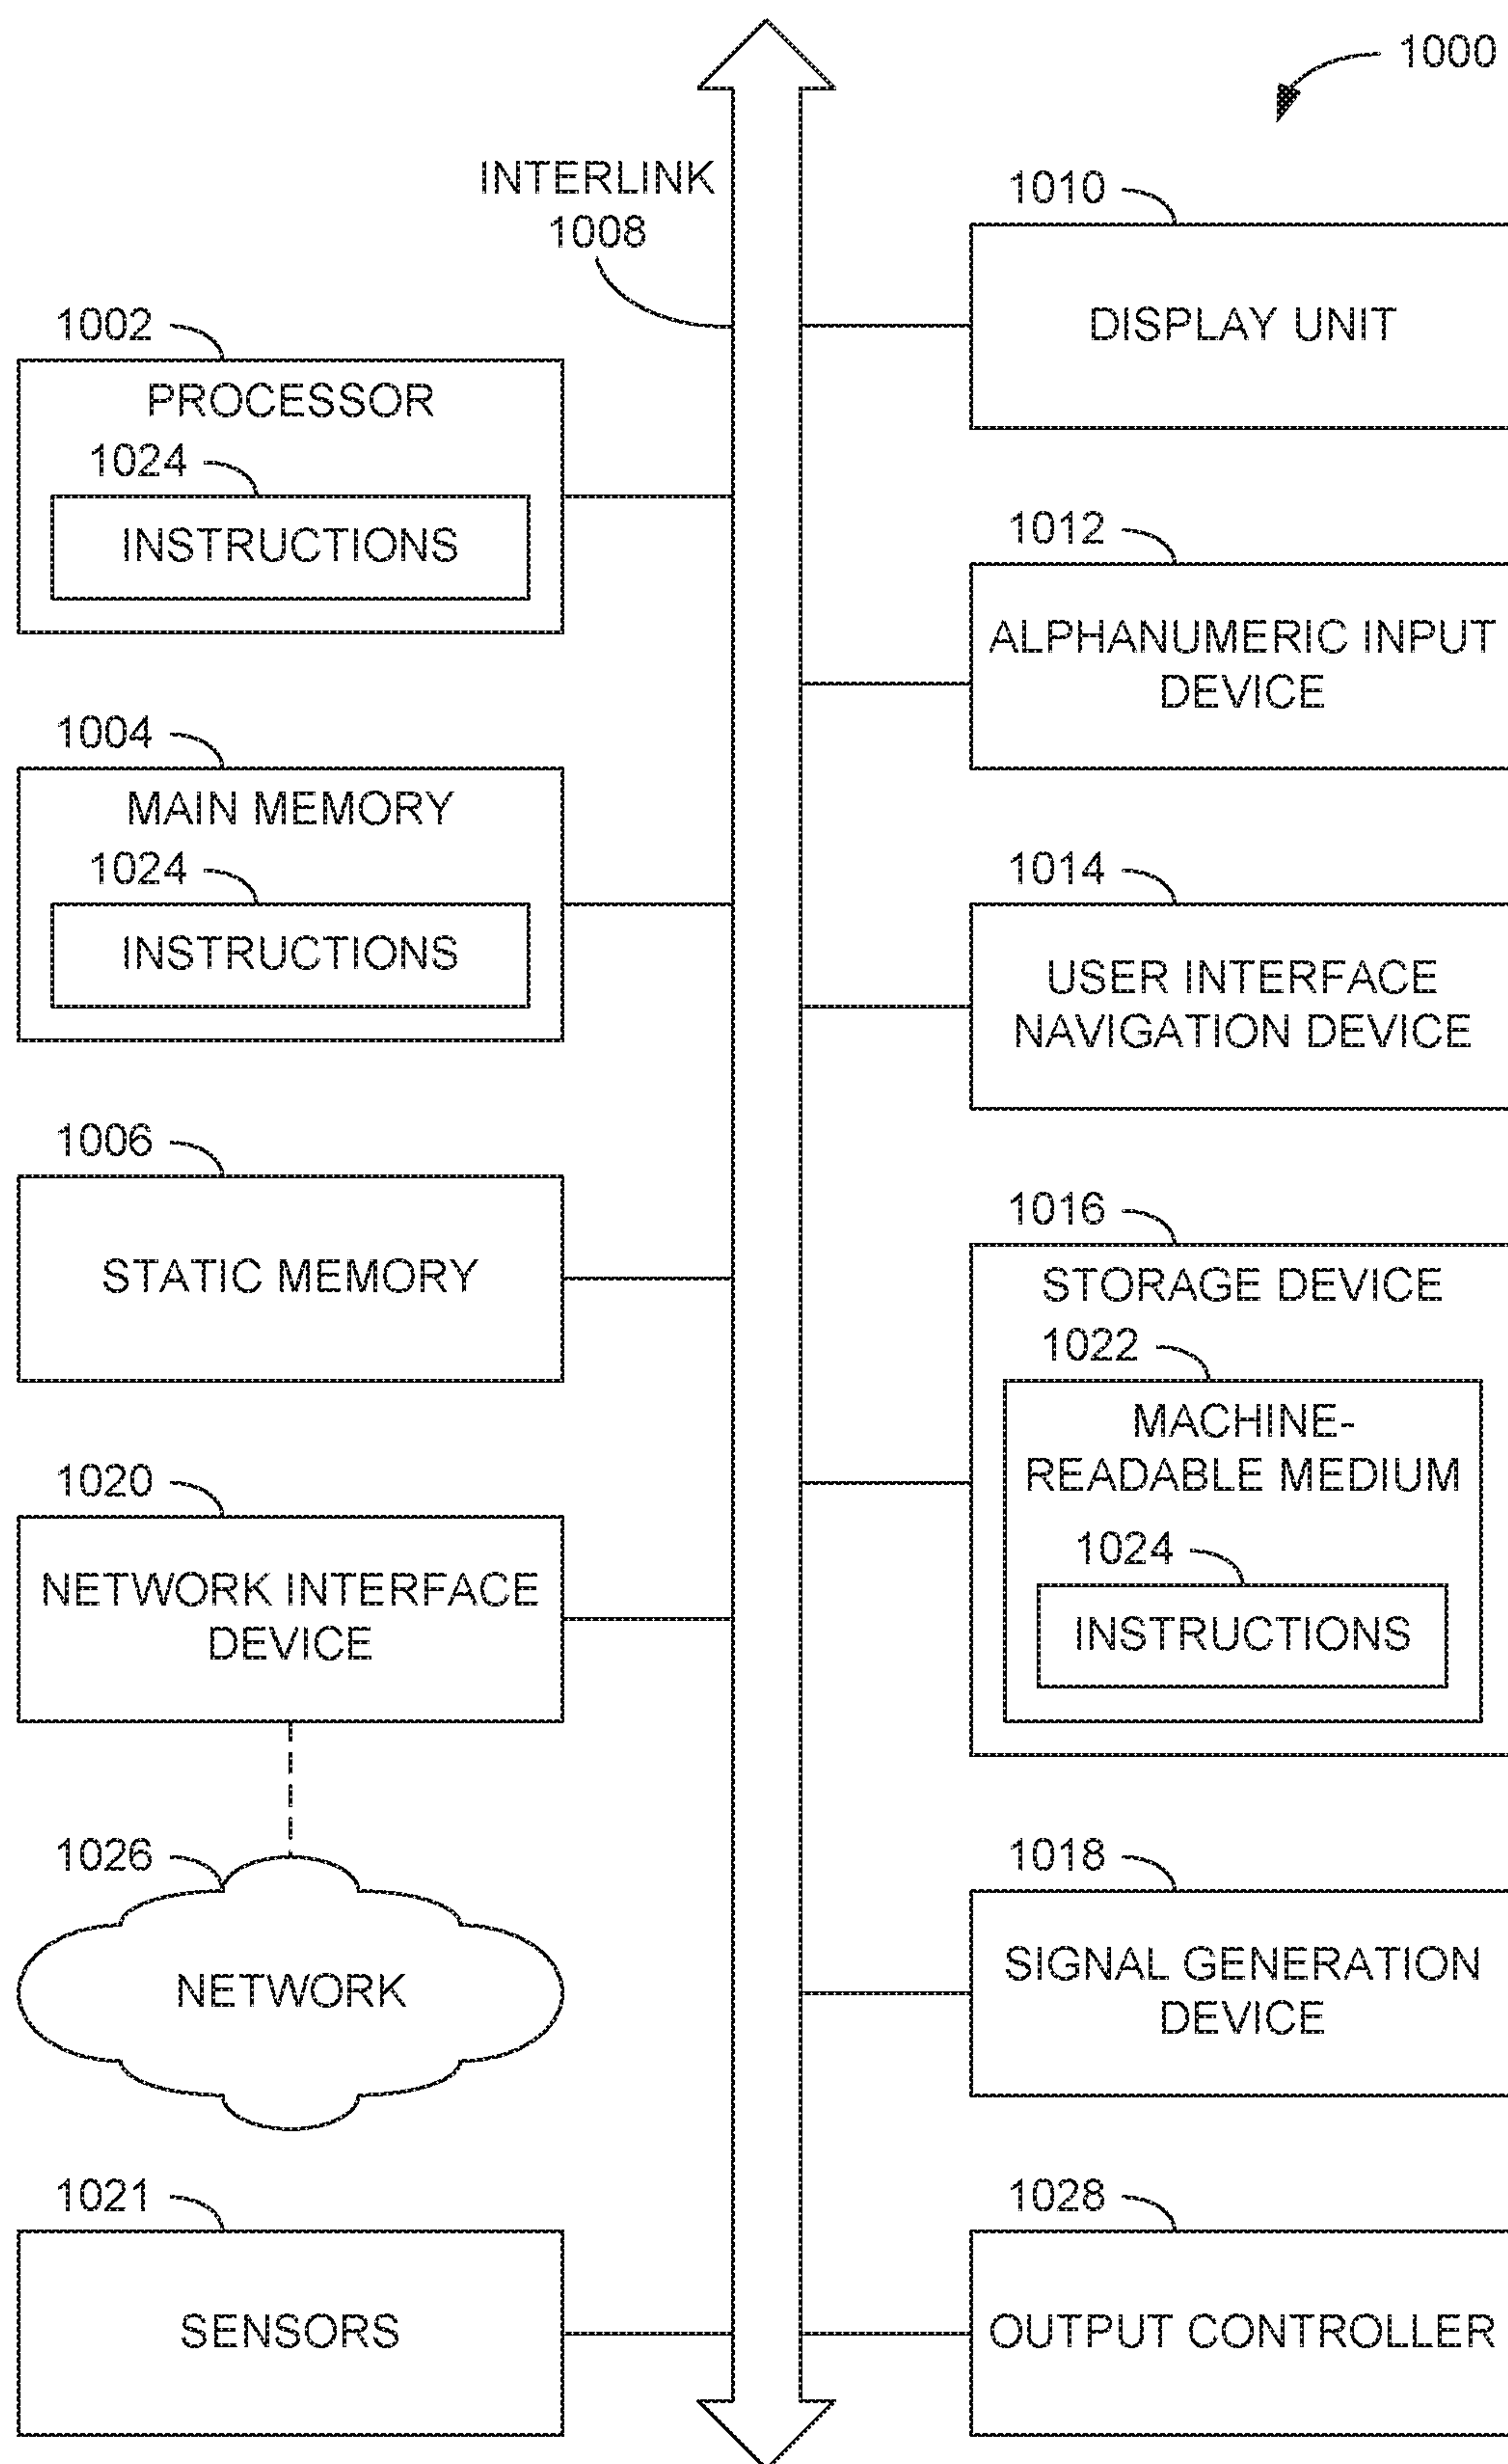 1000
INTERLINK
1008
1002
PROCESSOR
1024
INSTRUCTIONS
1004
MAIN MEMORY
1024
INSTRUCTIONS
1006
STATIC MEMORY
1020
NETWORK INTERFACE
DEVICE
1026
NETWORK
1021
SENSORS
1010
DISPLAY UNIT
1012
ALPHANUMERIC INPUT
DEVICE
1014
USER INTERFACE
NAVIGATION DEVICE
1016
STORAGE DEVICE
1022
MACHINE-
READABLE MEDIUM
1024
INSTRUCTIONS
1018
SIGNAL GENERATION
DEVICE
1028
OUTPUT CONTROLLER